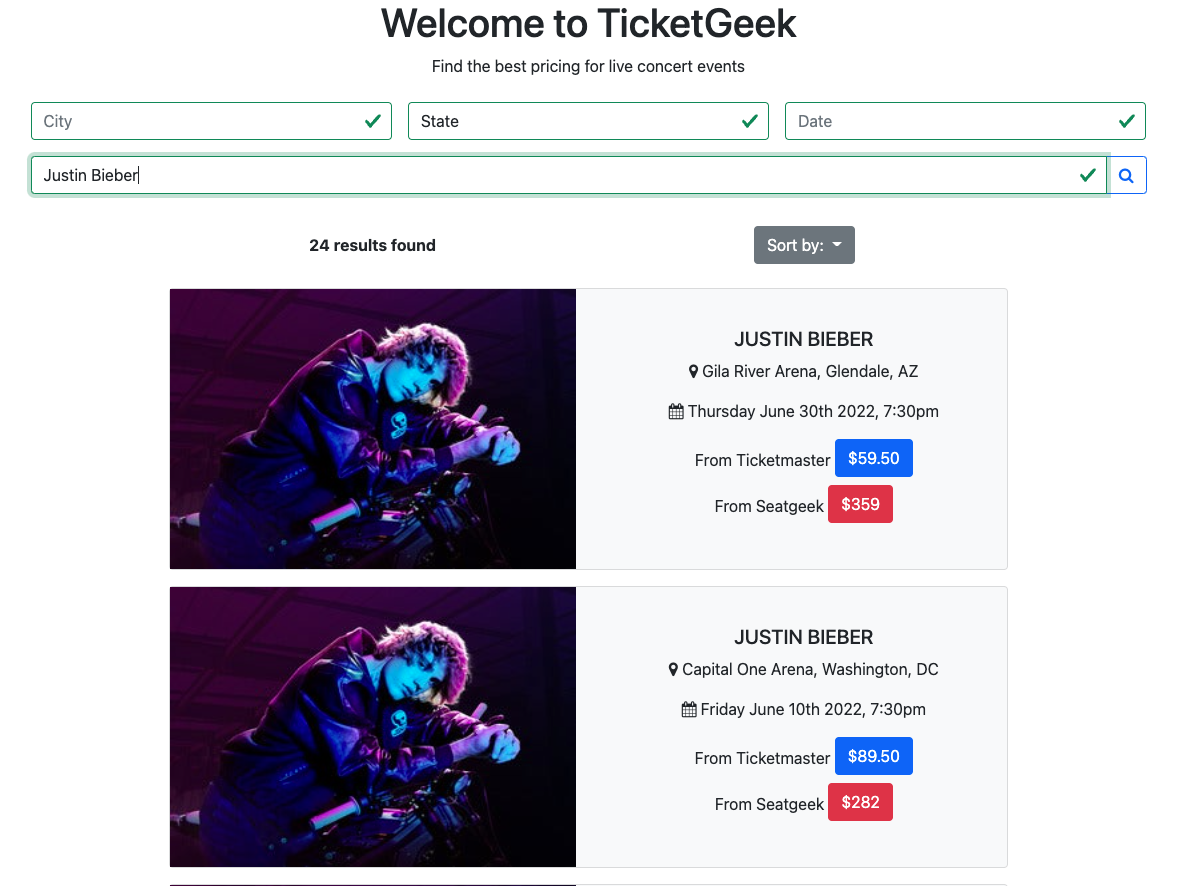 Welcome to TicketGeek
Find the best pricing for live concert events
City
State
Date
Justin Bieber
24 results found
Sort by:
JUSTIN BIEBER
Gila River Arena, Glendale, AZ
Thursday June 30th 2022, 7:30pm
From Ticketmaster $59.50
From Seatgeek $359
JUSTIN BIEBER
Capital One Arena, Washington, DC
Friday June 10th 2022, 7:30pm
From Ticketmaster $89.50
From Seatgeek $282